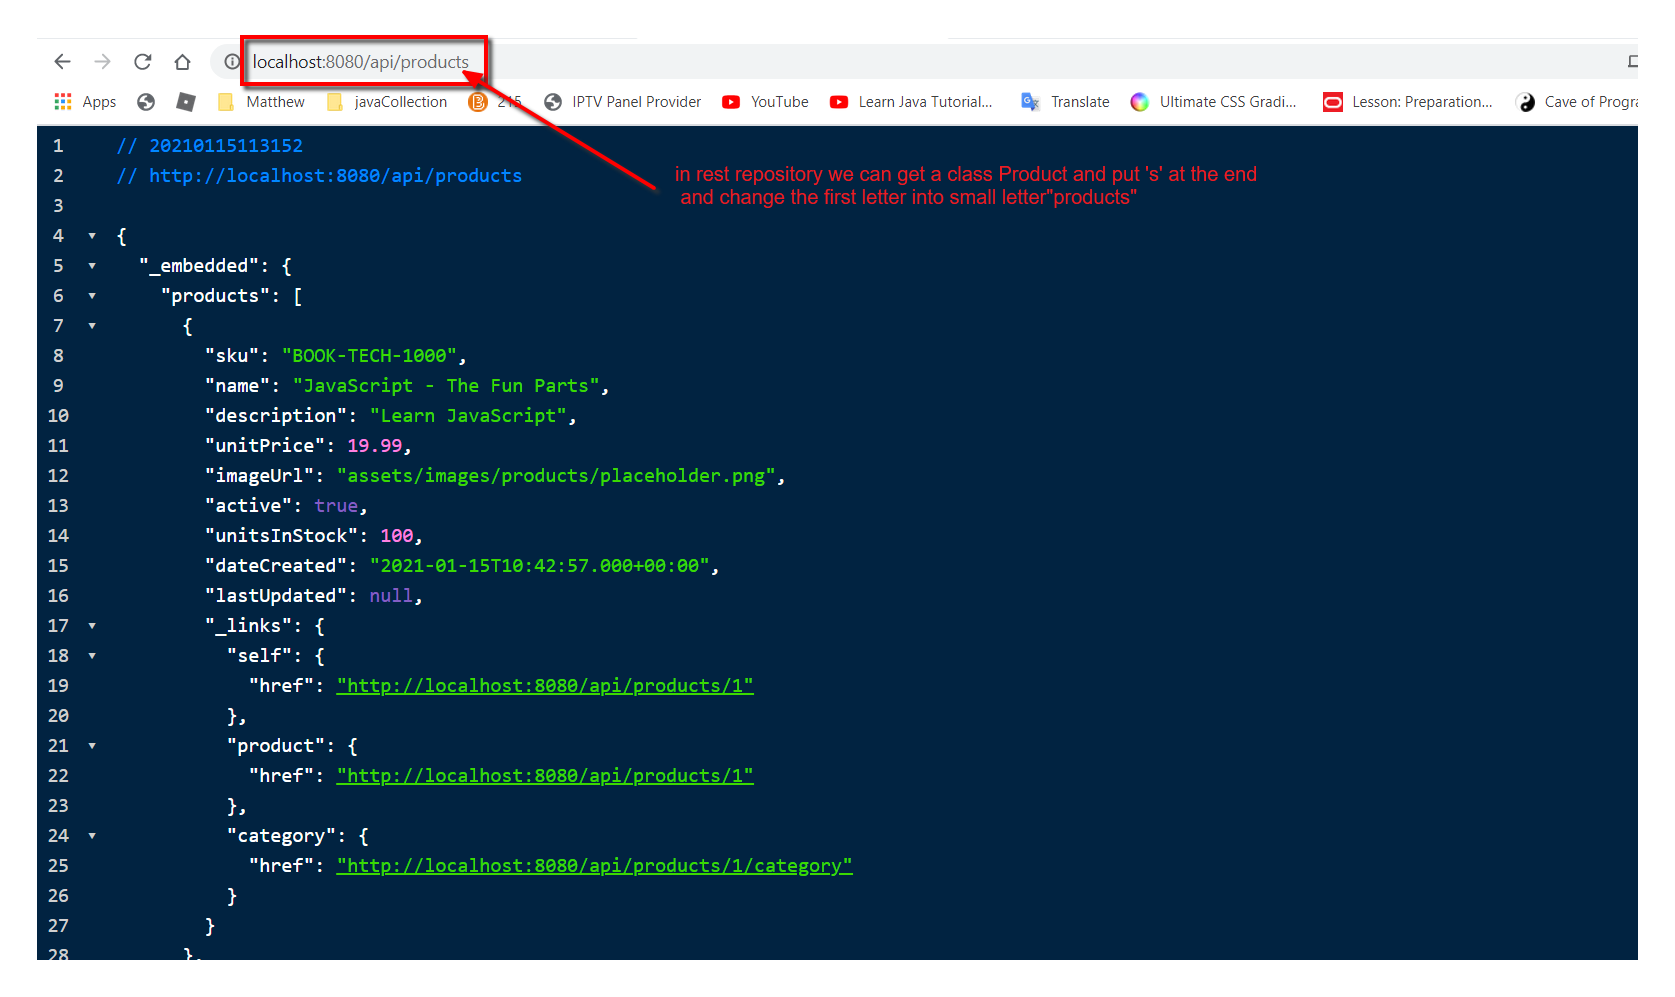 localhost:8080/api/products
Apps Matthew javaCollection 215 IPTV Panel Provider YouTube Learn Java Tutorial... Translate Ultimate CSS Gradi... Lesson: Preparation... Cave of Progra
1 // 20210115113152
2 // http://localhost:8080/api/products
in rest repository we can get a class Product and put 's' at the end
and change the first letter into small letter"products"
3
4 {
5 "_embedded": {
6 "products": [
7 {
8 "sku": "BOOK-TECH-1000",
9 "name": "JavaScript - The Fun Parts",
10 "description": "Learn JavaScript",
11 "unitPrice": 19.99,
12 "imageUrl": "assets/images/products/placeholder.png",
13 "active": true,
14 "unitsInStock": 100,
15 "dateCreated": "2021-01-15T10:42:57.000+00:00",
16 "lastUpdated": null,
17 "_links": {
18 "self": {
19 "href": "http://localhost:8080/api/products/1"
20 },
21 "product": {
22 "href": "http://localhost:8080/api/products/1"
23 },
24 "category": {
25 "href": "http://localhost:8080/api/products/1/category"
26 }
27 }
28 },